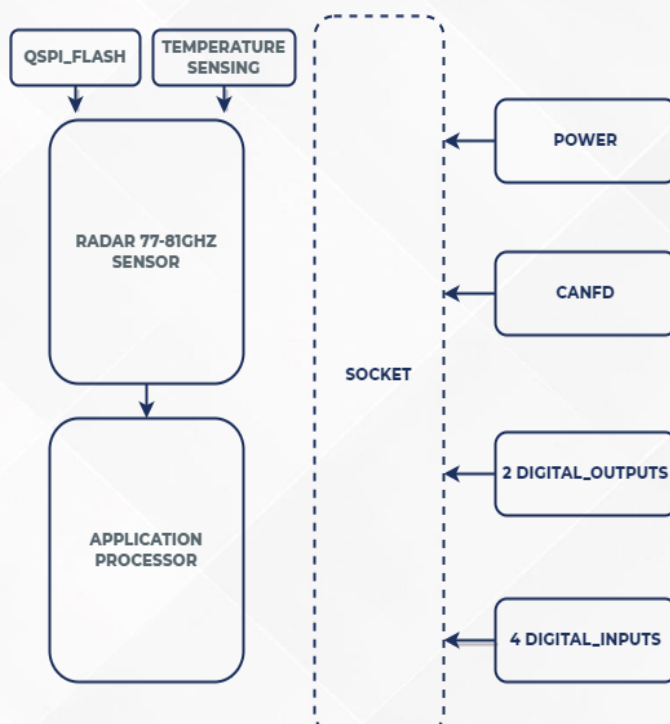 QSPI_FLASH
TEMPERATURE
SENSING
RADAR 77-81GHZ
SENSOR
APPLICATION
PROCESSOR
SOCKET
POWER
CANFD
2 DIGITAL_OUTPUTS
4 DIGITAL_INPUTS